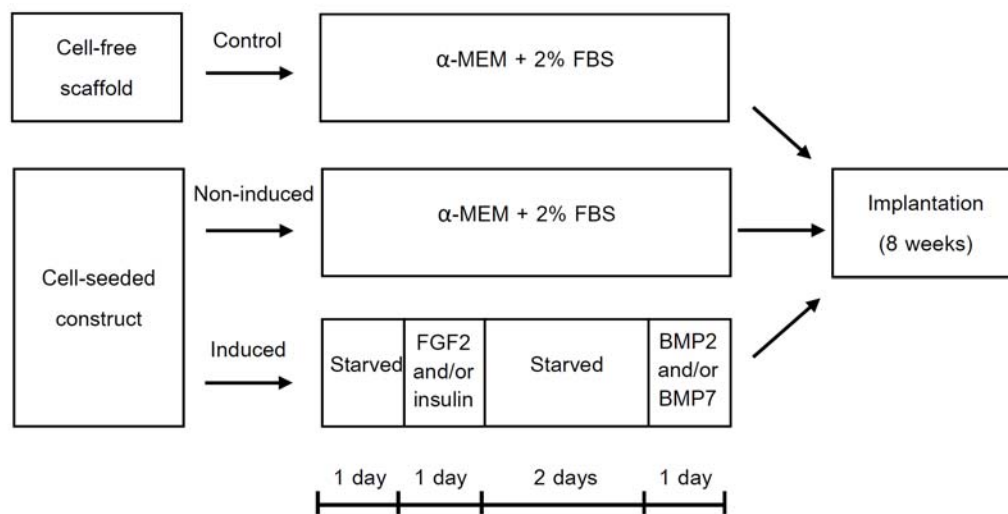 Cell-free
scaffold
Control
α-MEM + 2% FBS
Cell-seeded
construct
Non-induced
α-MEM + 2% FBS
Induced
Starved
FGF2
and/or
insulin
Starved
BMP2
and/or
BMP7
Implantation
(8 weeks)
1 day
1 day
2 days
1 day